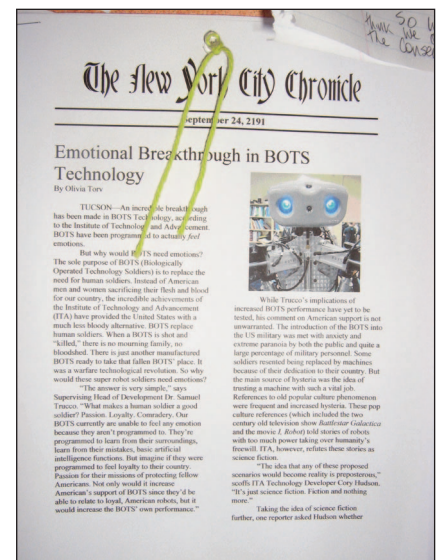 think so
we
the conse
The New York City Chronicle
September 24, 2191
Emotional Breakthrough in BOTS
Technology
By Olivia Torv
TUCSON—An incredible breakthrough
has been made in BOTS Technology, according
to the Institute of Technology and Advancement.
BOTS have been programmed to actually feel
emotions.
But why would BOTS need emotions?
The sole purpose of BOTS (Biologically
Operated Technology Soldiers) is to replace the
need for human soldiers. Instead of American
men and women sacrificing their flesh and blood
for our country, the incredible achievements of
the Institute of Technology and Advancement
(ITA) have provided the United States with a
much less bloody alternative. BOTS replace
human soldiers. When a BOTS is shot and
"killed," there is no mourning family, no
bloodshed. There is just another manufactured
BOTS ready to take that fallen BOTS' place. It
was a warfare technological revolution. So why
would these super robot soldiers need emotions?
"The answer is very simple," says
Supervising Head of Development Dr. Samuel
Trucco. "What makes a human soldier a good
soldier? Passion. Loyalty. Comradery. Our
BOTS currently are unable to feel any emotion
because they aren't programmed to. They're
programmed to learn from their surroundings,
learn from their mistakes, basic artificial
intelligence functions. But imagine if they were
programmed to feel loyalty to their country.
Passion for their missions of protecting fellow
Americans. Not only would it increase
American's support of BOTS since they'd be
able to relate to loyal, American robots, but it
would increase the BOTS' own performance."
While Trucco's implications of
increased BOTS performance have yet to be
tested, his comment on American support is not
unwarranted. The introduction of the BOTS into
the US military was met with anxiety and
extreme paranoia by both the public and quite a
large percentage of military personnel. Some
soldiers resented being replaced by machines
because of their dedication to their country. But
the main source of hysteria was the idea of
trusting a machine with such a vital job.
References to old popular culture phenomenon
were frequent and increased hysteria. These pop
culture references (which included the two
century old television show Battlestar Galactica
and the movie I, Robot) told stories of robots
with too much power taking over humanity's
freewill. ITA, however, refutes these stories as
science fiction.
"The idea that any of these proposed
scenarios would become reality is preposterous,"
scoffs ITA Technology Developer Cory Hudson.
"It's just science fiction. Fiction and nothing
more."
Taking the idea of science fiction
further, one reporter asked Hudson whether